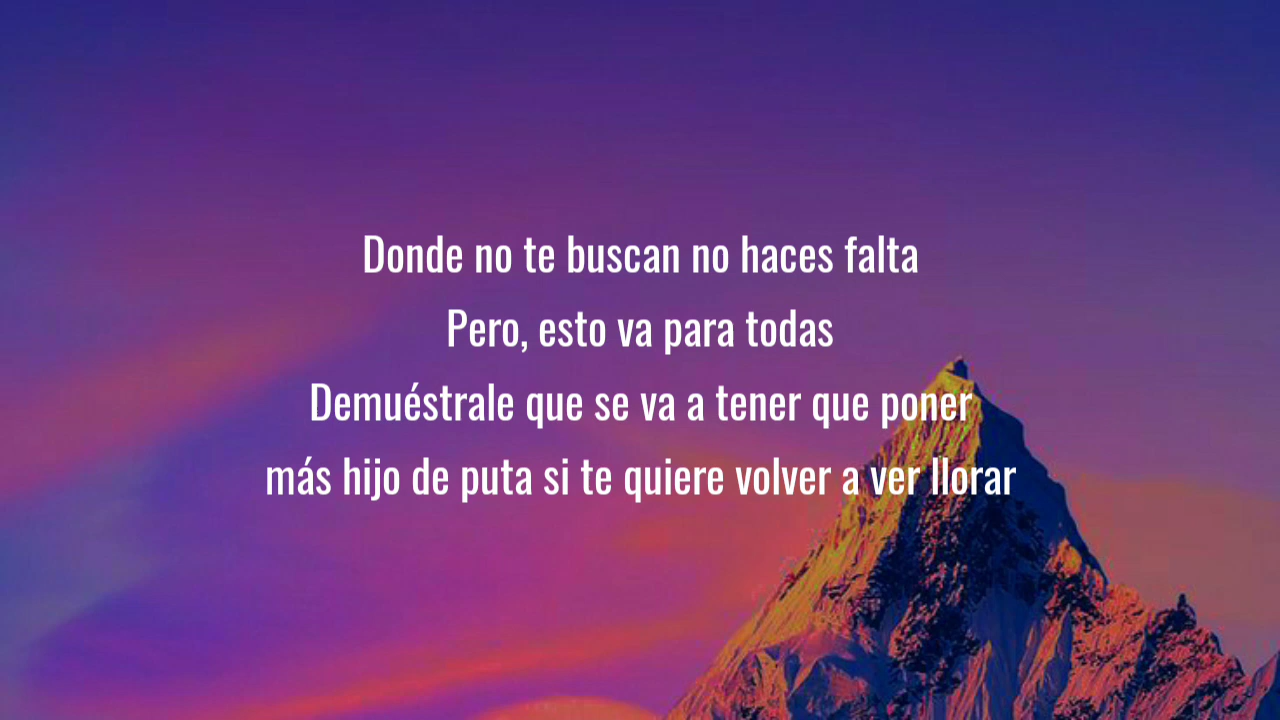 Donde no te buscan no haces falta
Pero, esto va para todas
Demuéstrale que se va a tener que poner
más hijo de puta si te quiere volver a ver llorar